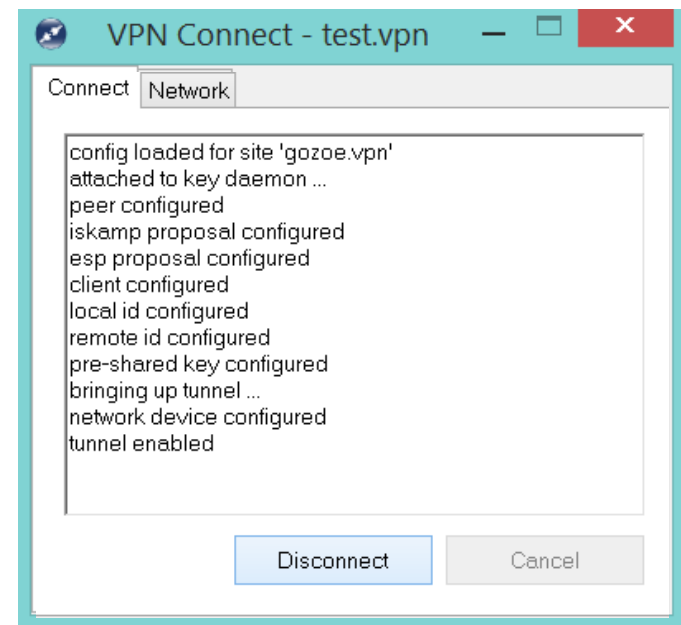 VPN Connect - test.vpn
Connect Network
config loaded for site 'gozoe.vpn'
attached to key daemon ...
peer configured
iskamp proposal configured
esp proposal configured
client configured
local id configured
remote id configured
pre-shared key configured
bringing up tunnel ...
network device configured
tunnel enabled
Disconnect Cancel